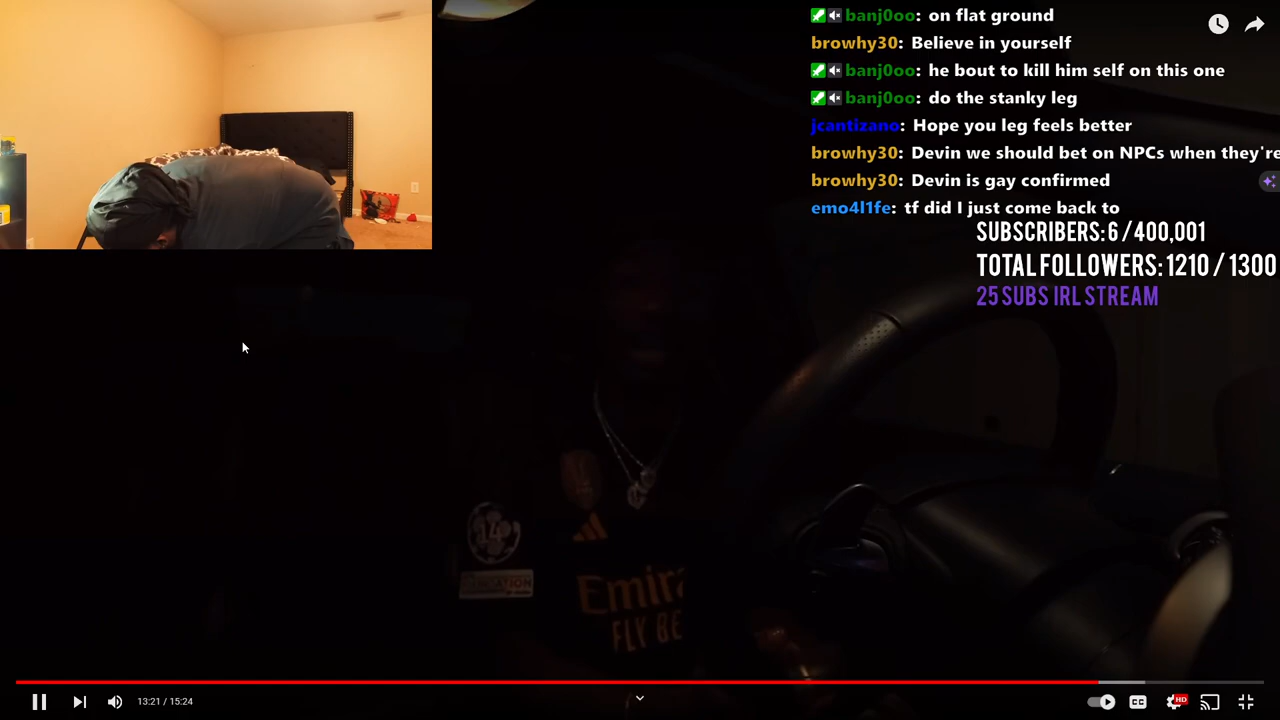 banj0oo: on flat ground
browhy30: Believe in yourself
banj0oo: he bout to kill him self on this one
banj0oo: do the stanky leg
jcantizano: Hope you leg feels better
browhy30: Devin we should bet on NPCs when they're
browhy30: Devin is gay confirmed
emo4l1fe: tf did I just come back to
SUBSCRIBERS: 6 / 400,001
TOTAL FOLLOWERS: 1210 / 1300
25 SUBS IRL STREAM
14
Emira
FLY BE
13:21 / 15:24
CC
HD